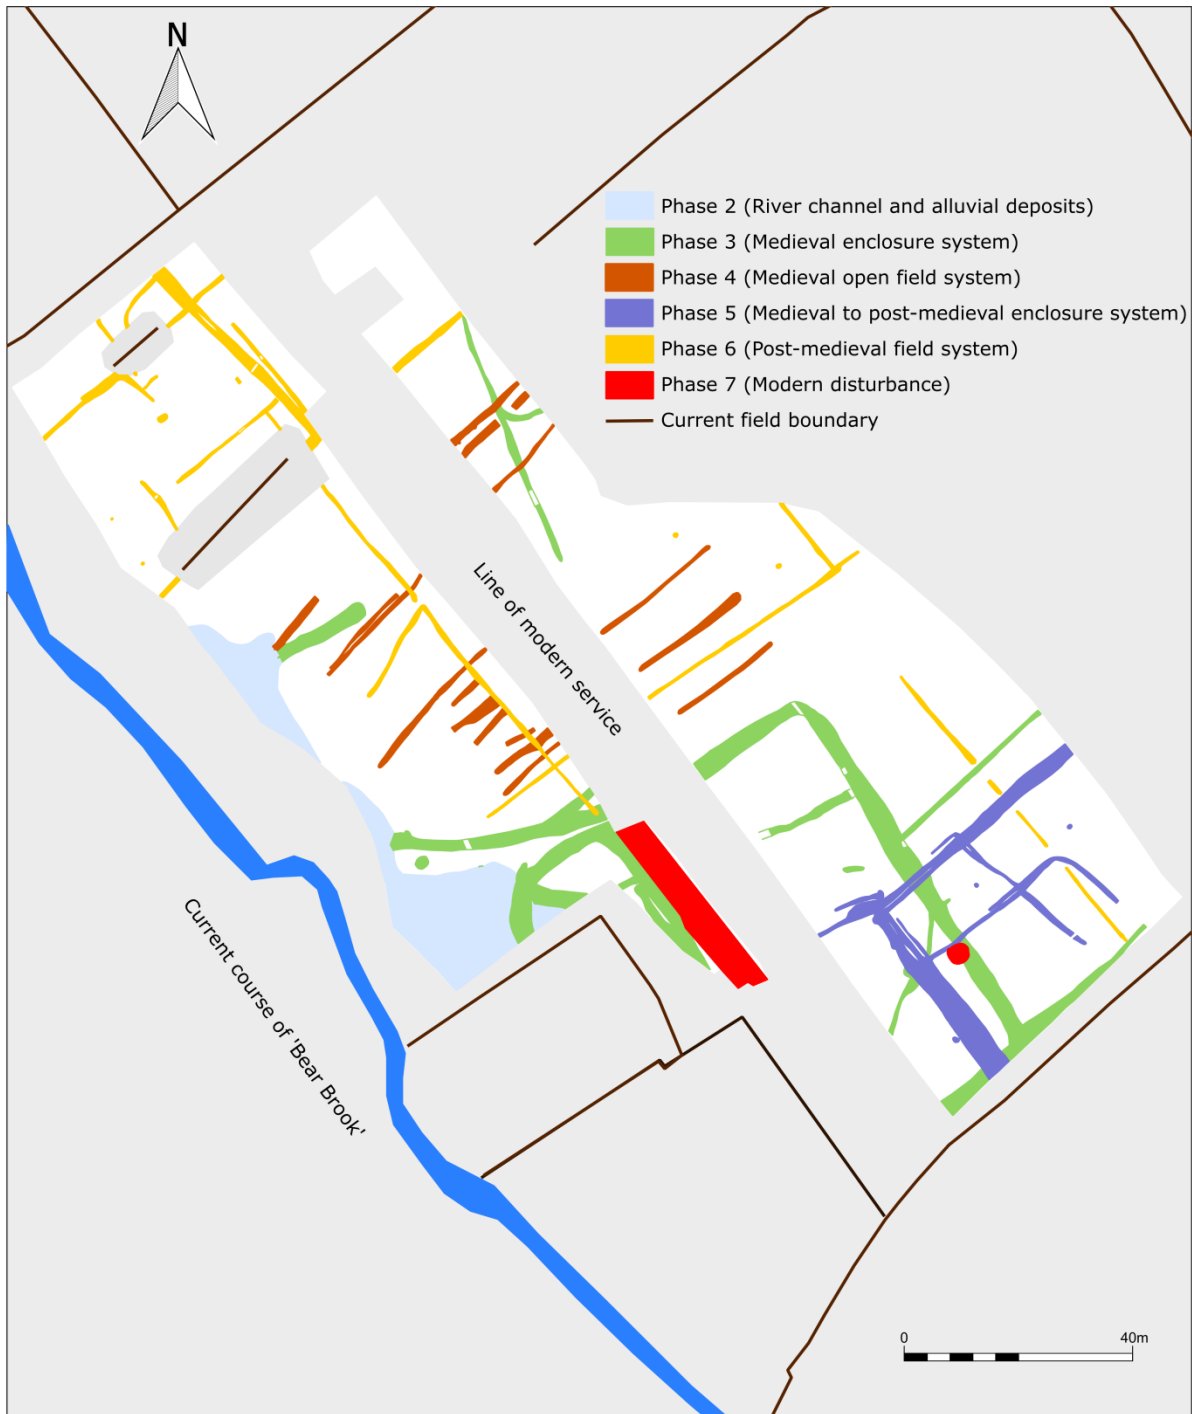 N
Phase 2 (River channel and alluvial deposits)
Phase 3 (Medieval enclosure system)
Phase 4 (Medieval open field system)
Phase 5 (Medieval to post-medieval enclosure system)
Phase 6 (Post-medieval field system)
Phase 7 (Modern disturbance)
Current field boundary
Line of modern service
Current course of 'Bear Brook'
0 40m